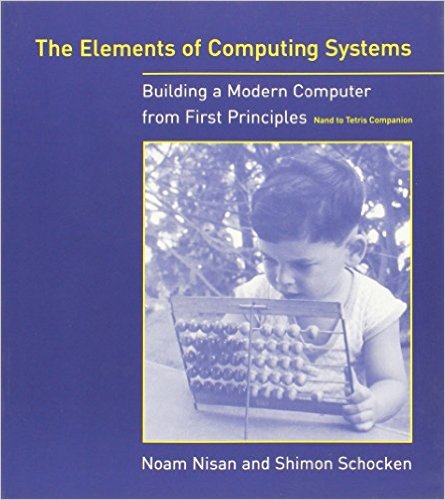 The Elements of Computing Systems
Building a Modern Computer
from First Principles Nand to Tetris Companion
Noam Nisan and Shimon Schocken